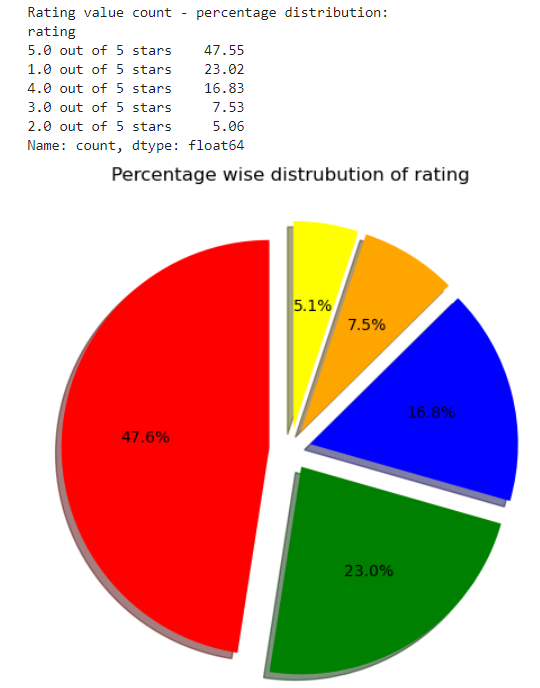 Rating value count - percentage distribution:
rating
5.0 out of 5 stars    47.55
1.0 out of 5 stars    23.02
4.0 out of 5 stars    16.83
3.0 out of 5 stars     7.53
2.0 out of 5 stars     5.06
Name: count, dtype: float64
Percentage wise distrubution of rating
5.1%
7.5%
16.8%
47.6%
23.0%